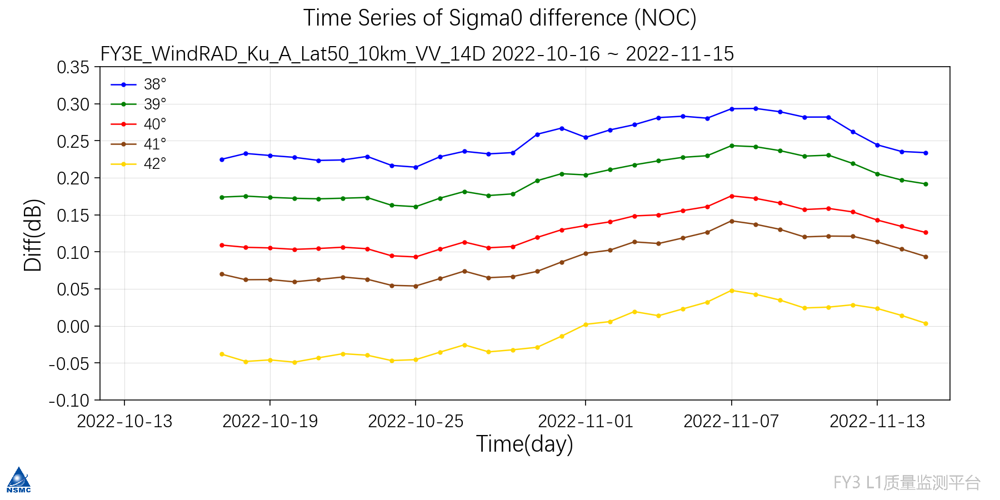 Time Series of Sigma0 difference (NOC)
FY3E_WindRAD_Ku_A_Lat50_10km_VV_14D 2022-10-16 ~ 2022-11-15
0.35
0.30
0.25
0.20
0.15
0.10
0.05
0.00
-0.05
-0.10
Diff(dB)
38°
39°
40°
41°
42°
2022-10-13 2022-10-19 2022-10-25 2022-11-01 2022-11-07 2022-11-13
Time(day)
NSMC
FY3 L1质量监测平台